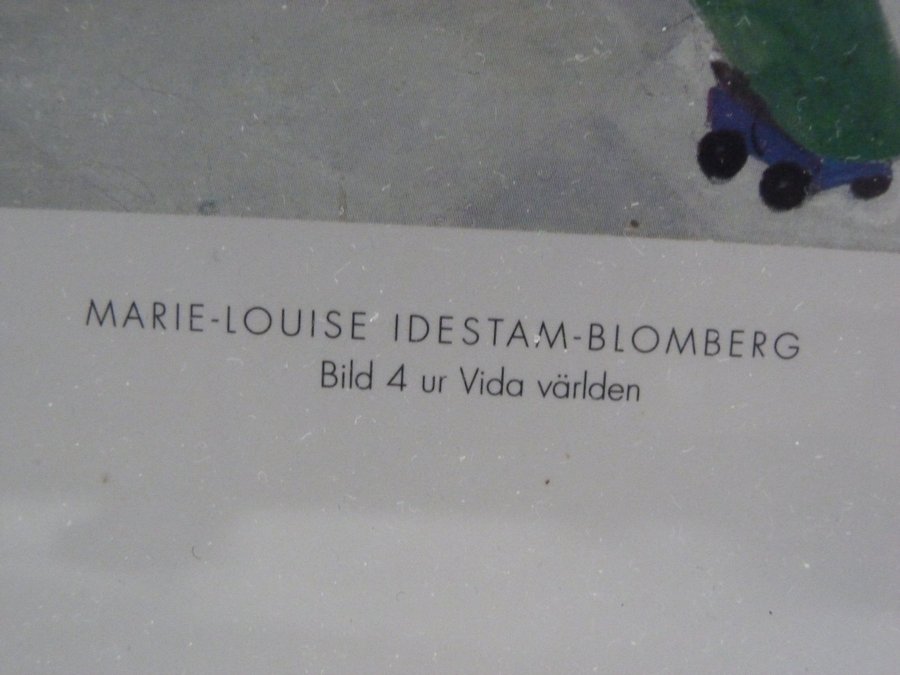 MARIE-LOUISE IDESTAM-BLOMBERG
Bild 4 ur Vida världen